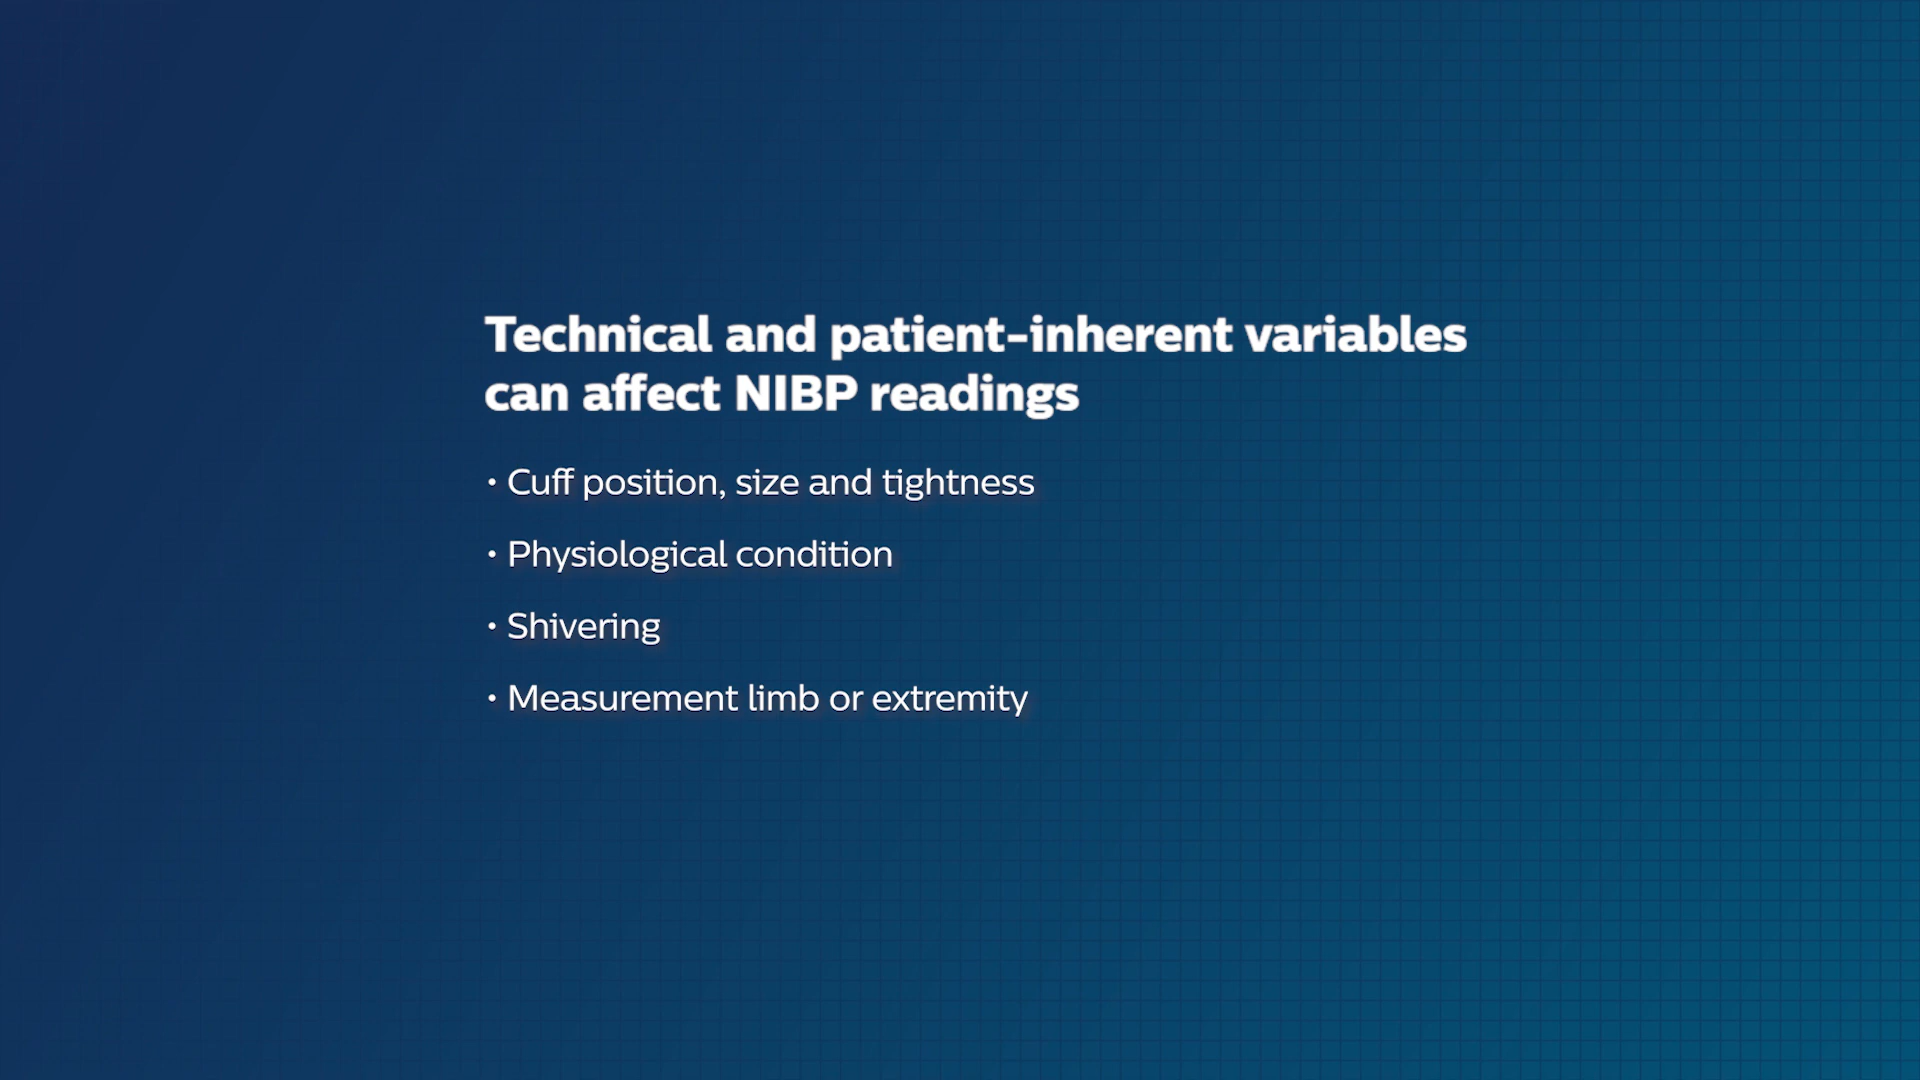 Technical and patient-inherent variables
can affect NIBP readings
• Cuff position, size and tightness
• Physiological condition
• Shivering
• Measurement limb or extremity